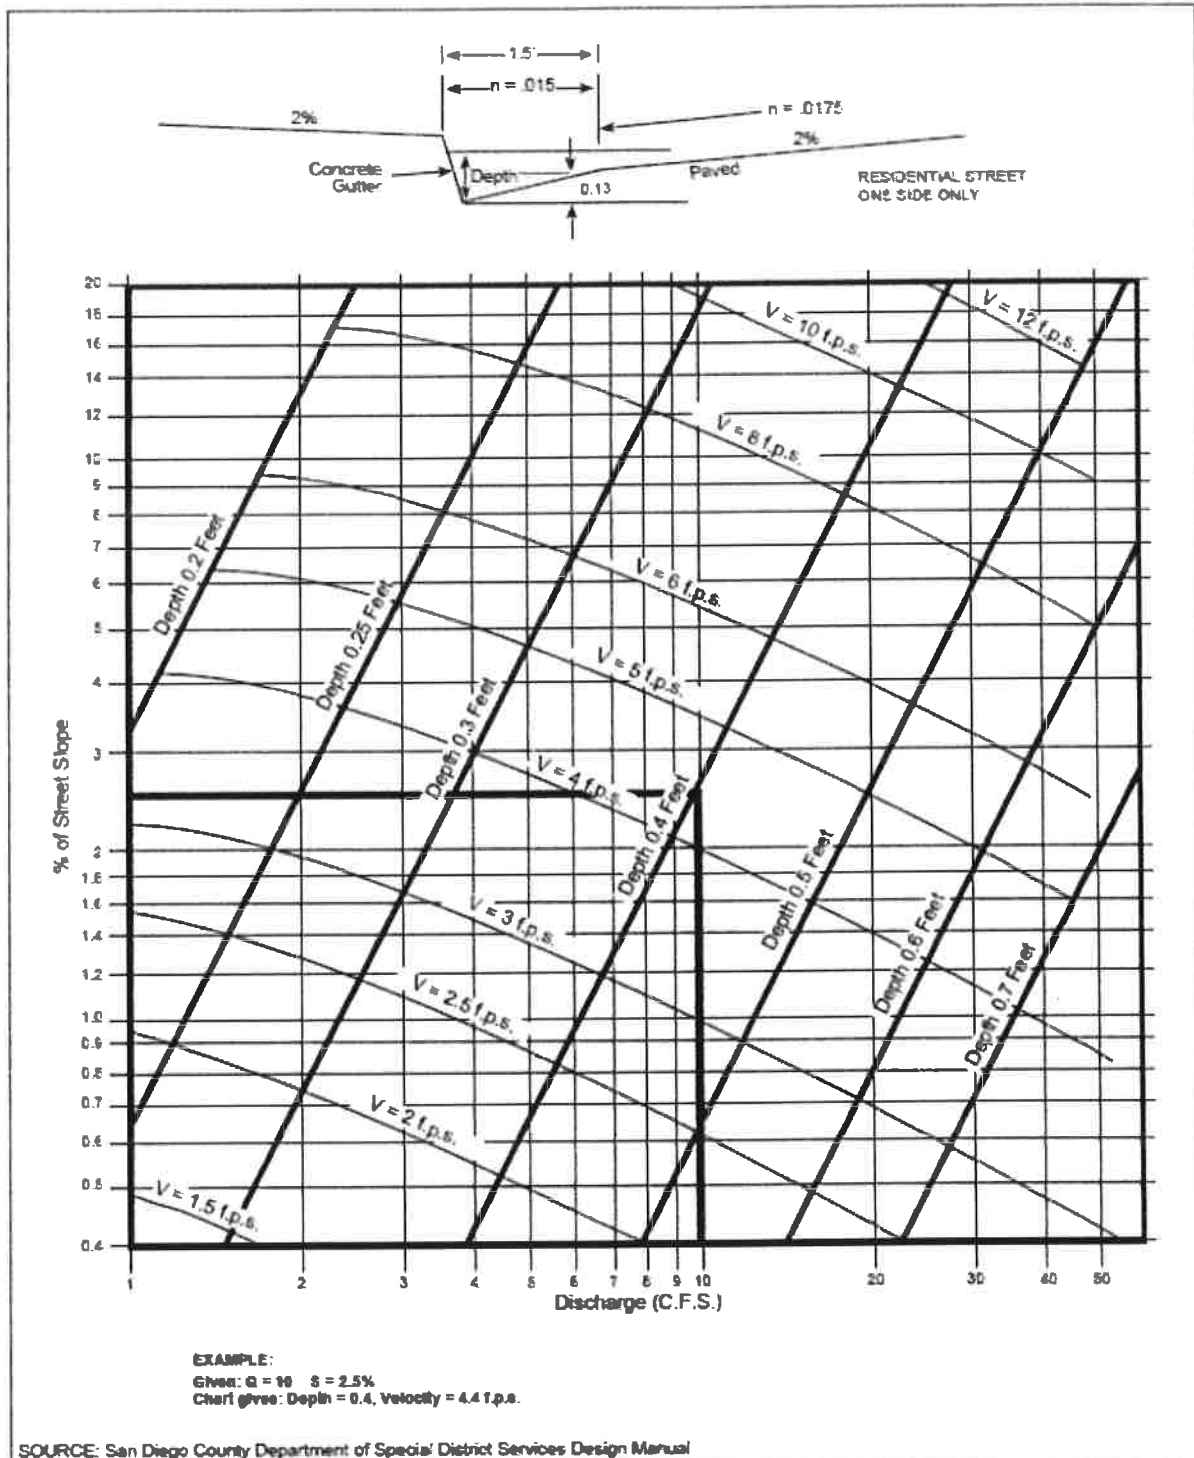 1.5'
n = .015
n = .0175
2%
2%
Concrete
Gutter
Depth
0.13
Paved
RESIDENTIAL STREET
ONE SIDE ONLY
20
18
16
14
12
10
9
8
7
6
5
4
3
2
1.8
1.6
1.4
1.2
1.0
0.9
0.8
0.7
0.6
0.5
0.4
% of Street Slope
V = 12 f.p.s.
V = 10 f.p.s.
V = 8 f.p.s.
V = 6 f.p.s.
V = 5 f.p.s.
V = 4 f.p.s.
V = 3 f.p.s.
V = 2.5 f.p.s.
V = 2 f.p.s.
V = 1.5 f.p.s.
Depth 0.2 Feet
Depth 0.25 Feet
Depth 0.3 Feet
Depth 0.4 Feet
Depth 0.5 Feet
Depth 0.6 Feet
Depth 0.7 Feet
1 2 3 4 5 6 7 8 9 10 20 30 40 50
Discharge (C.F.S.)
EXAMPLE:
Given: Q = 10 S = 2.5%
Chart gives: Depth = 0.4, Velocity = 4.4 f.p.s.
SOURCE: San Diego County Department of Special District Services Design Manual